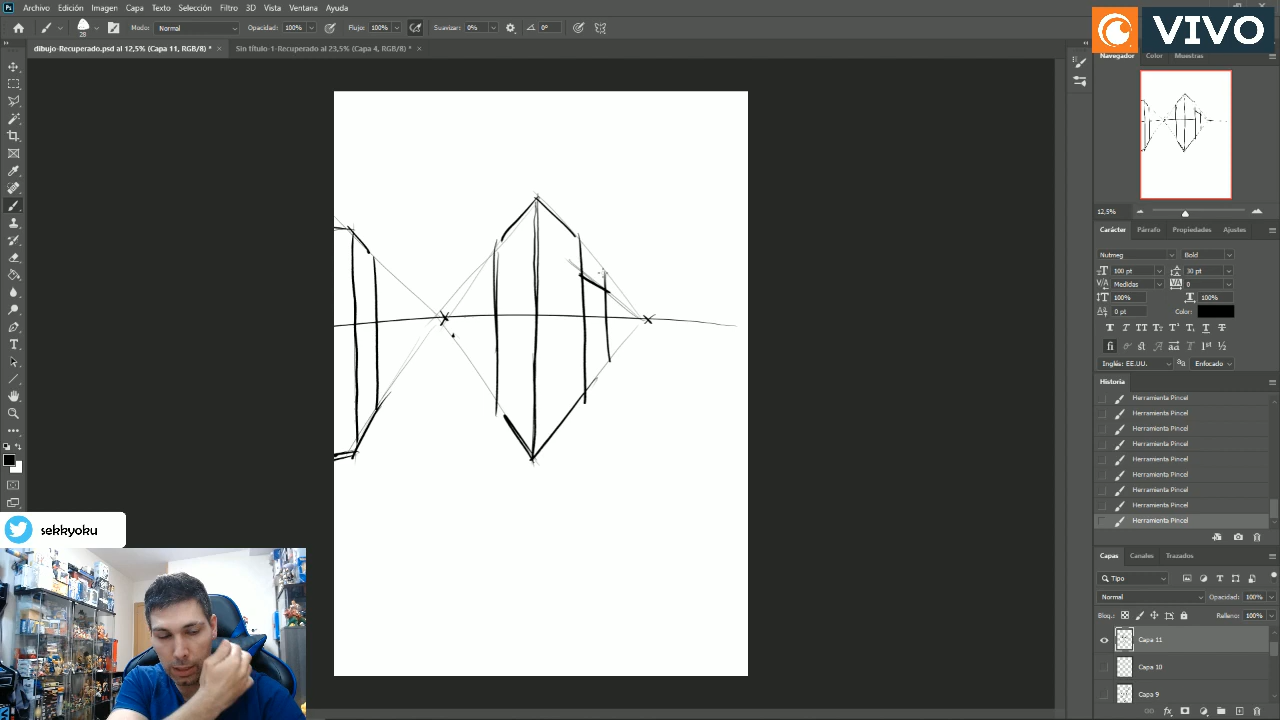 Ps Archivo Edición Imagen Capa Texto Selección Filtro 3D Vista Ventana Ayuda
28 Modo: Normal Opacidad: 100% Flujo: 100% Suavizar: 0% 0°
VIVO
dibujo-Recuperado.psd al 12,5% (Capa 11, RGB/8) *
Sin título-1-Recuperado al 23,5% (Capa 4, RGB/8) *
Navegador Color Muestras
12,5%
Carácter Párrafo Propiedades Ajustes
Nutmeg Bold
100 pt 30 pt
Medidas 0
100% 100%
0 pt Color:
Inglés: EE.UU. Enfocado
Historia
Herramienta Pincel
Herramienta Pincel
Herramienta Pincel
Herramienta Pincel
Herramienta Pincel
Herramienta Pincel
Herramienta Pincel
Herramienta Pincel
Herramienta Pincel
Capas Canales Trazados
Tipo
Normal Opacidad: 100%
Bloq.: Relleno: 100%
Capa 11
Capa 10
Capa 9
sekkyoku